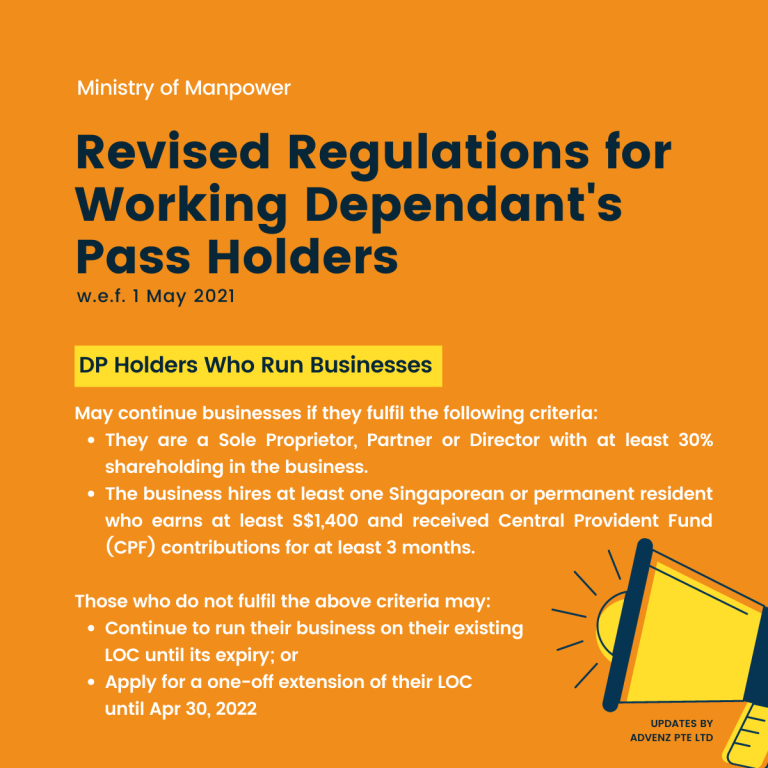 Ministry of Manpower
Revised Regulations for
Working Dependant's
Pass Holders
w.e.f. 1 May 2021
DP Holders Who Run Businesses
May continue businesses if they fulfil the following criteria:
• They are a Sole Proprietor, Partner or Director with at least 30%
shareholding in the business.
• The business hires at least one Singaporean or permanent resident
who earns at least S$1,400 and received Central Provident Fund
(CPF) contributions for at least 3 months.
Those who do not fulfil the above criteria may:
• Continue to run their business on their existing
LOC until its expiry; or
• Apply for a one-off extension of their LOC
until Apr 30, 2022
UPDATES BY
ADVENZ PTE LTD